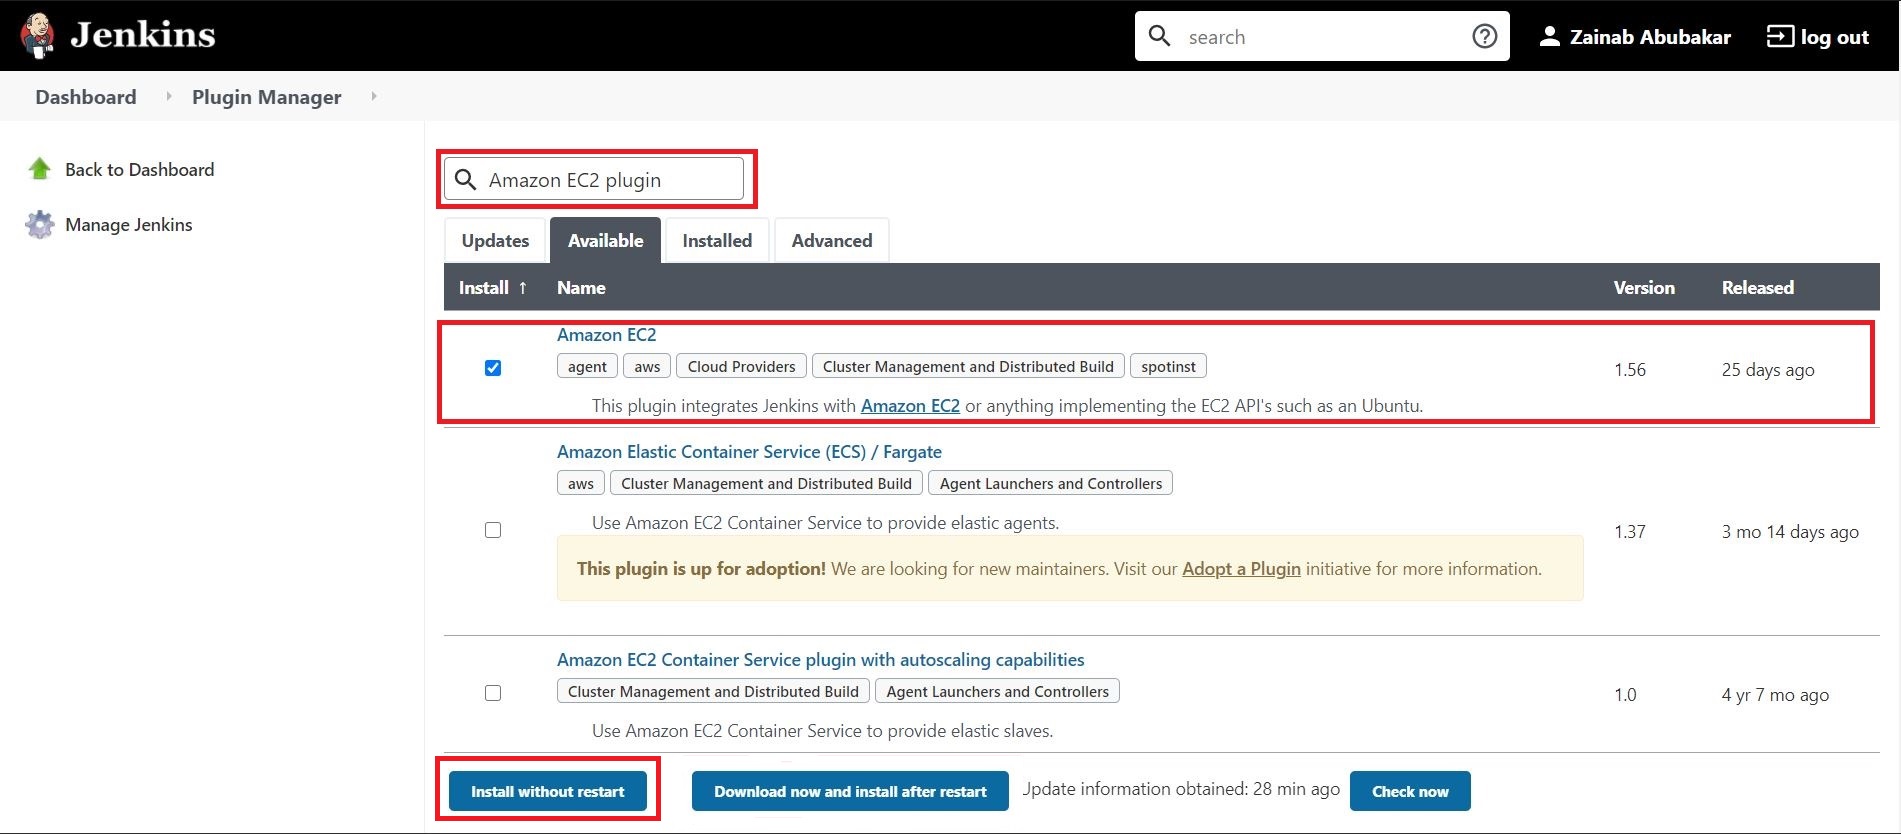 Jenkins
search
Zainab Abubakar
log out
Dashboard
Plugin Manager
Back to Dashboard
Manage Jenkins
Amazon EC2 plugin
Updates
Available
Installed
Advanced
Install ↑
Name
Version
Released
Amazon EC2
agent
aws
Cloud Providers
Cluster Management and Distributed Build
spotinst
This plugin integrates Jenkins with Amazon EC2 or anything implementing the EC2 API's such as an Ubuntu.
1.56
25 days ago
Amazon Elastic Container Service (ECS) / Fargate
aws
Cluster Management and Distributed Build
Agent Launchers and Controllers
Use Amazon EC2 Container Service to provide elastic agents.
This plugin is up for adoption! We are looking for new maintainers. Visit our Adopt a Plugin initiative for more information.
1.37
3 mo 14 days ago
Amazon EC2 Container Service plugin with autoscaling capabilities
Cluster Management and Distributed Build
Agent Launchers and Controllers
Use Amazon EC2 Container Service to provide elastic slaves.
1.0
4 yr 7 mo ago
Install without restart
Download now and install after restart
Update information obtained: 28 min ago
Check now